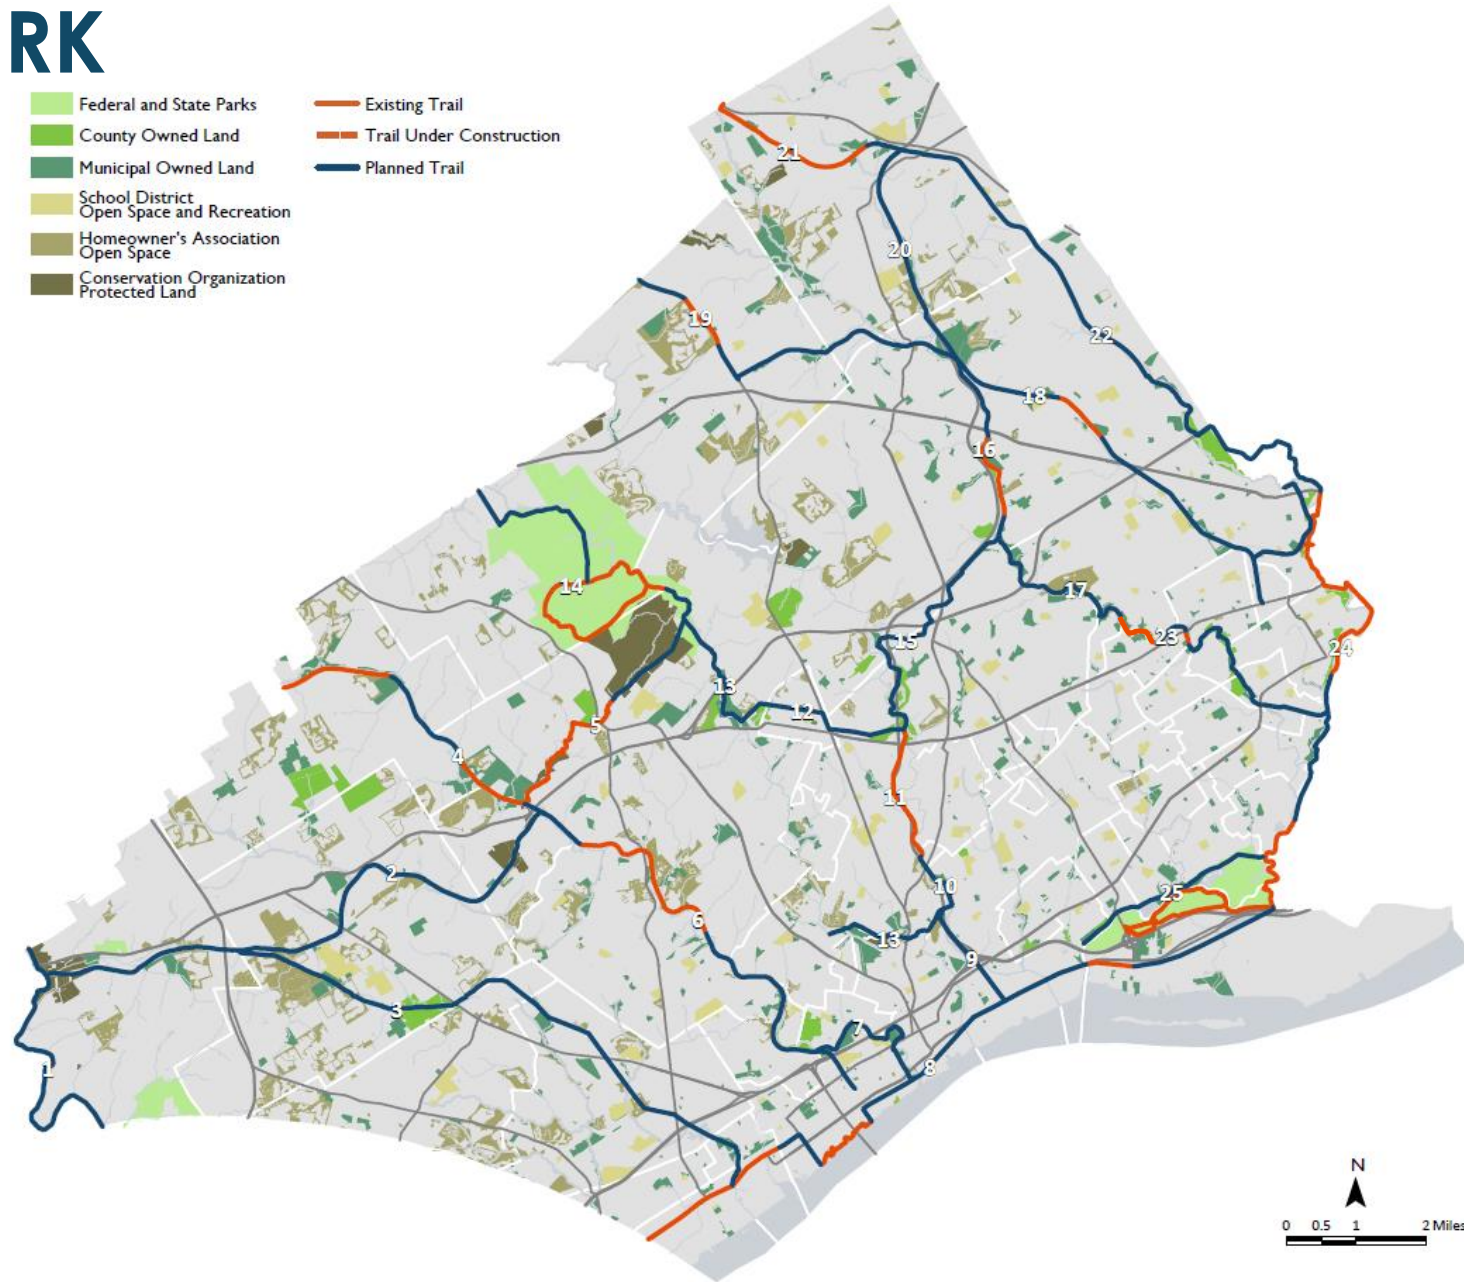 RK
Federal and State Parks
County Owned Land
Municipal Owned Land
School District
Open Space and Recreation
Homeowner's Association
Open Space
Conservation Organization
Protected Land
Existing Trail
Trail Under Construction
Planned Trail
21
20
19
22
18
16
14
17
15
23
24
13
12
5
4
11
2
10
25
6
13
9
3
7
8
1
N
0 0.5 1 2 Miles